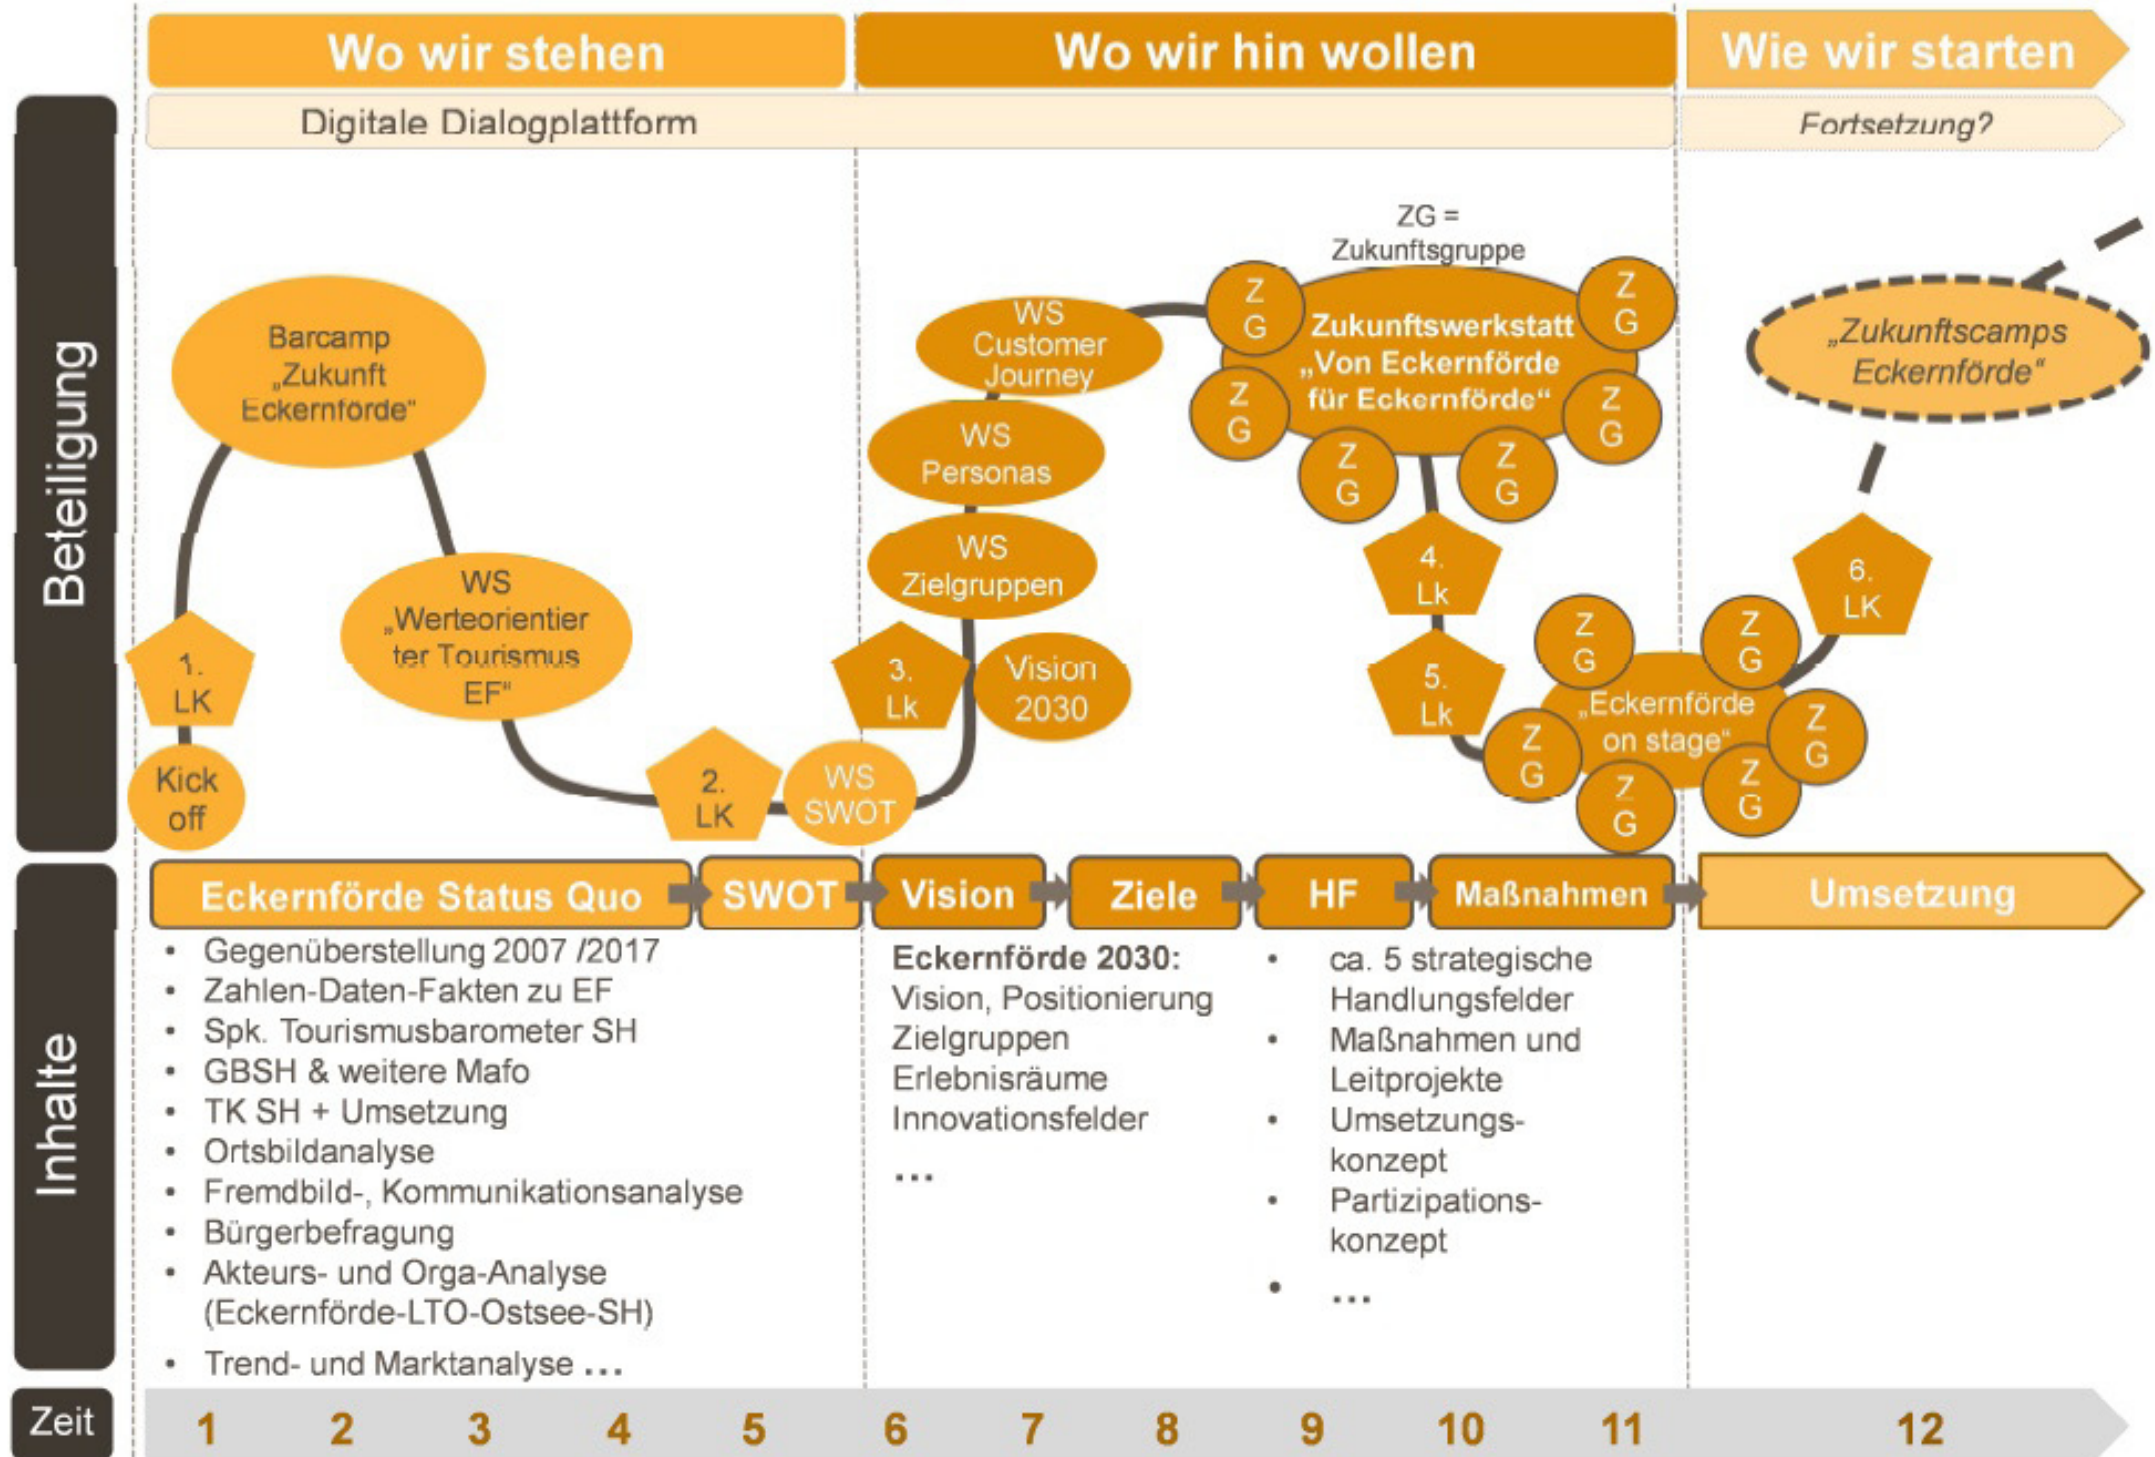 Wo wir stehen
Wo wir hin wollen
Wie wir starten
Digitale Dialogplattform
Fortsetzung?
Beteiligung
ZG =
Zukunftsgruppe
Barcamp
„Zukunft
Eckernförde“
1.
LK
Kick
off
WS
„Werteorientier
ter Tourismus
EF“
2.
LK
WS
SWOT
3.
Lk
Vision
2030
WS
Zielgruppen
WS
Personas
WS
Customer
Journey
Zukunftswerkstatt
„Von Eckernförde
für Eckernförde“
Z
G
Z
G
Z
G
Z
G
Z
G
Z
G
4.
Lk
5.
Lk
„Eckernförde
on stage“
Z
G
Z
G
Z
G
Z
G
Z
G
Z
G
6.
LK
„Zukunftscamps
Eckernförde“
Inhalte
Eckernförde Status Quo
SWOT
Vision
Ziele
HF
Maßnahmen
Umsetzung
• Gegenüberstellung 2007 /2017
• Zahlen-Daten-Fakten zu EF
• Spk. Tourismusbarometer SH
• GBSH & weitere Mafo
• TK SH + Umsetzung
• Ortsbildanalyse
• Fremdbild-, Kommunikationsanalyse
• Bürgerbefragung
• Akteurs- und Orga-Analyse
(Eckernförde-LTO-Ostsee-SH)
• Trend- und Marktanalyse ...
Eckernförde 2030:
Vision, Positionierung
Zielgruppen
Erlebnisräume
Innovationsfelder
...
• ca. 5 strategische
Handlungsfelder
• Maßnahmen und
Leitprojekte
• Umsetzungs-
konzept
• Partizipations-
konzept
• ...
Zeit
1 2 3 4 5 6 7 8 9 10 11 12